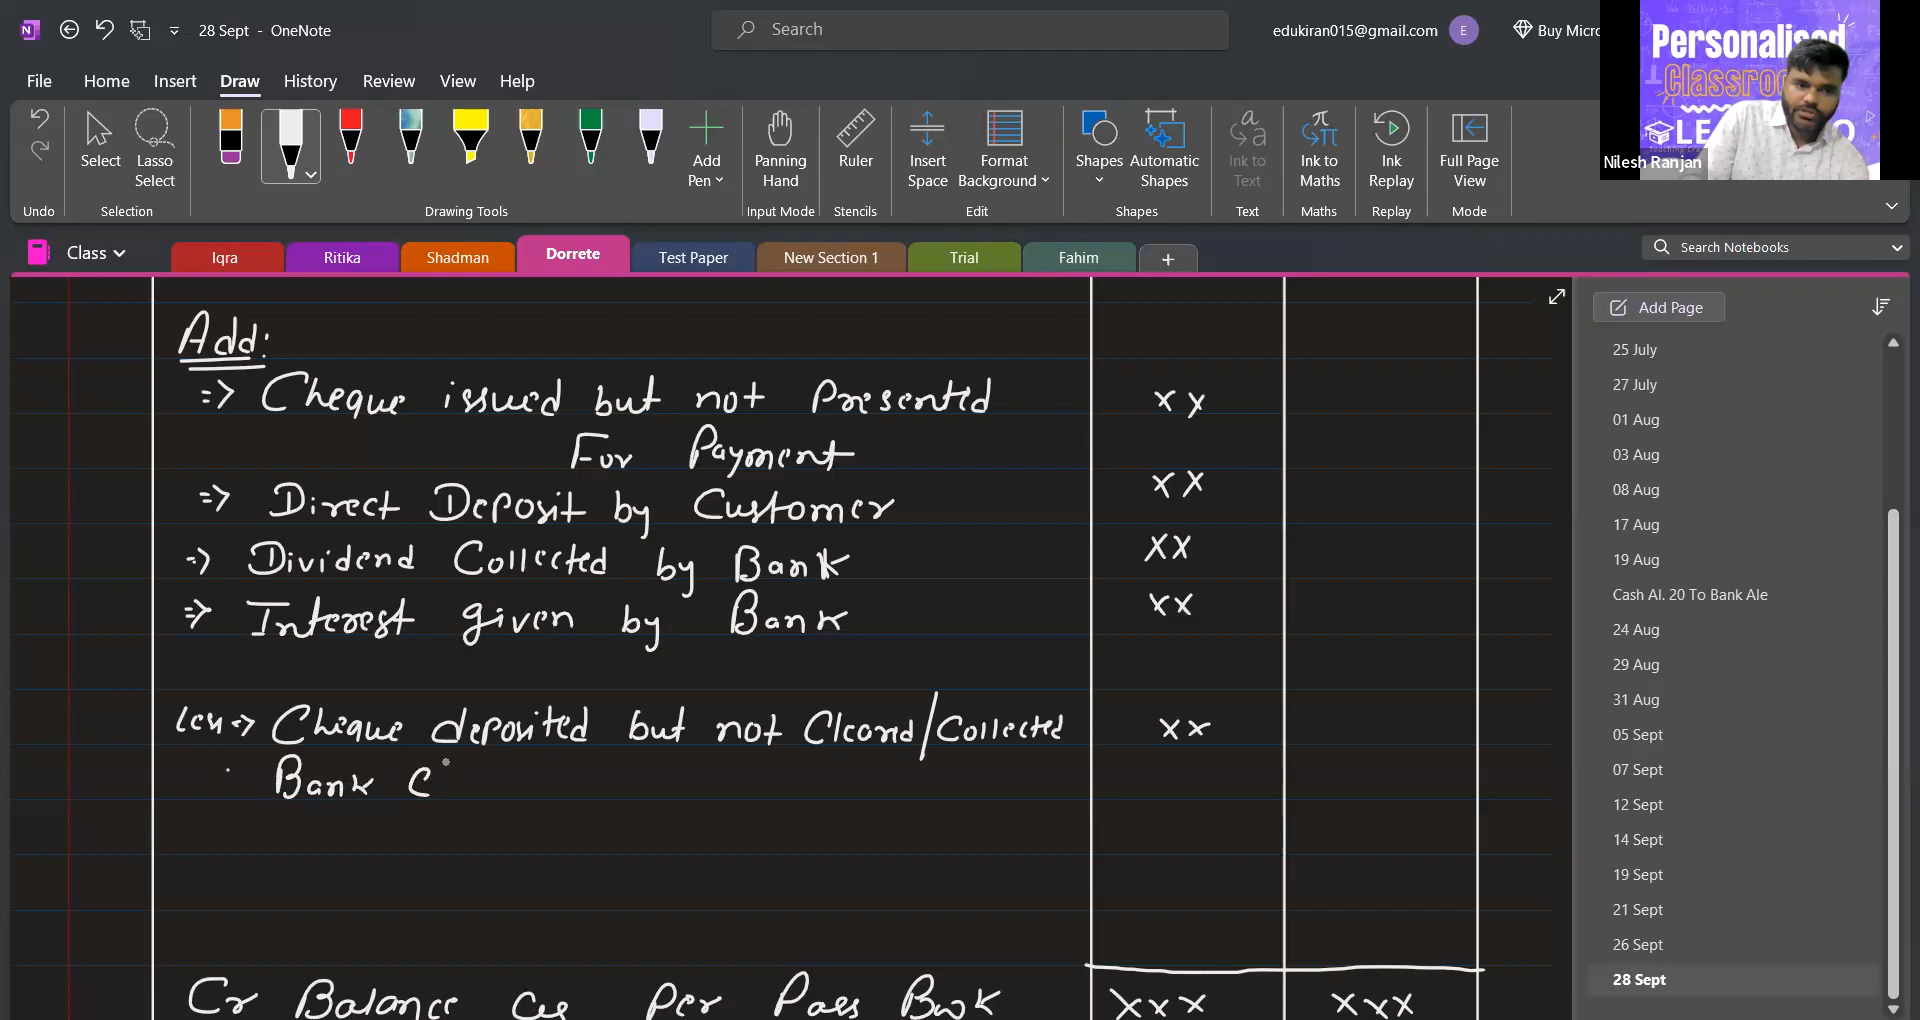 28 Sept - OneNote
Search
edukiran015@gmail.com
E
Buy Micro
File Home Insert Draw History Review View Help
Select
Lasso Select
Add Pen
Panning Hand
Ruler
Insert Space
Format Background
Shapes
Automatic Shapes
Ink to Text
Ink to Maths
Ink Replay
Full Page View
Undo Selection Drawing Tools Input Mode Stencils Edit Shapes Text Maths Replay Mode
Personalised
Classroo
LEA
Nilesh Ranjan
Class
Iqra Ritika Shadman Dorrete Test Paper New Section 1 Trial Fahim +
Search Notebooks
Add Page
25 July
27 July
01 Aug
03 Aug
08 Aug
17 Aug
19 Aug
Cash Al. 20 To Bank Ale
24 Aug
29 Aug
31 Aug
05 Sept
07 Sept
12 Sept
14 Sept
19 Sept
21 Sept
26 Sept
28 Sept
Add:
=> Cheque issued but not Presented xx
For Payment
=> Direct Deposit by Customer xx
=> Dividend Collected by Bank xx
=> Interest given by Bank xx
=> Cheque deposited but not Cleared/Collected xx
Bank C
Cr Balance as Per Pass Book xxx xxx